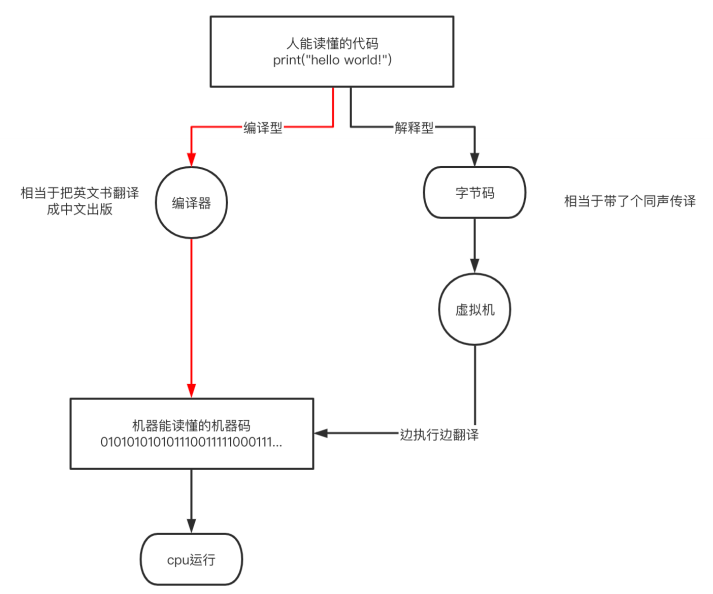 人能读懂的代码
print("hello world!")
编译型
解释型
相当于把英文书翻译
成中文出版
编译器
字节码
相当于带了个同声传译
虚拟机
机器能读懂的机器码
0101010101011110011111000111...
边执行边翻译
cpu运行